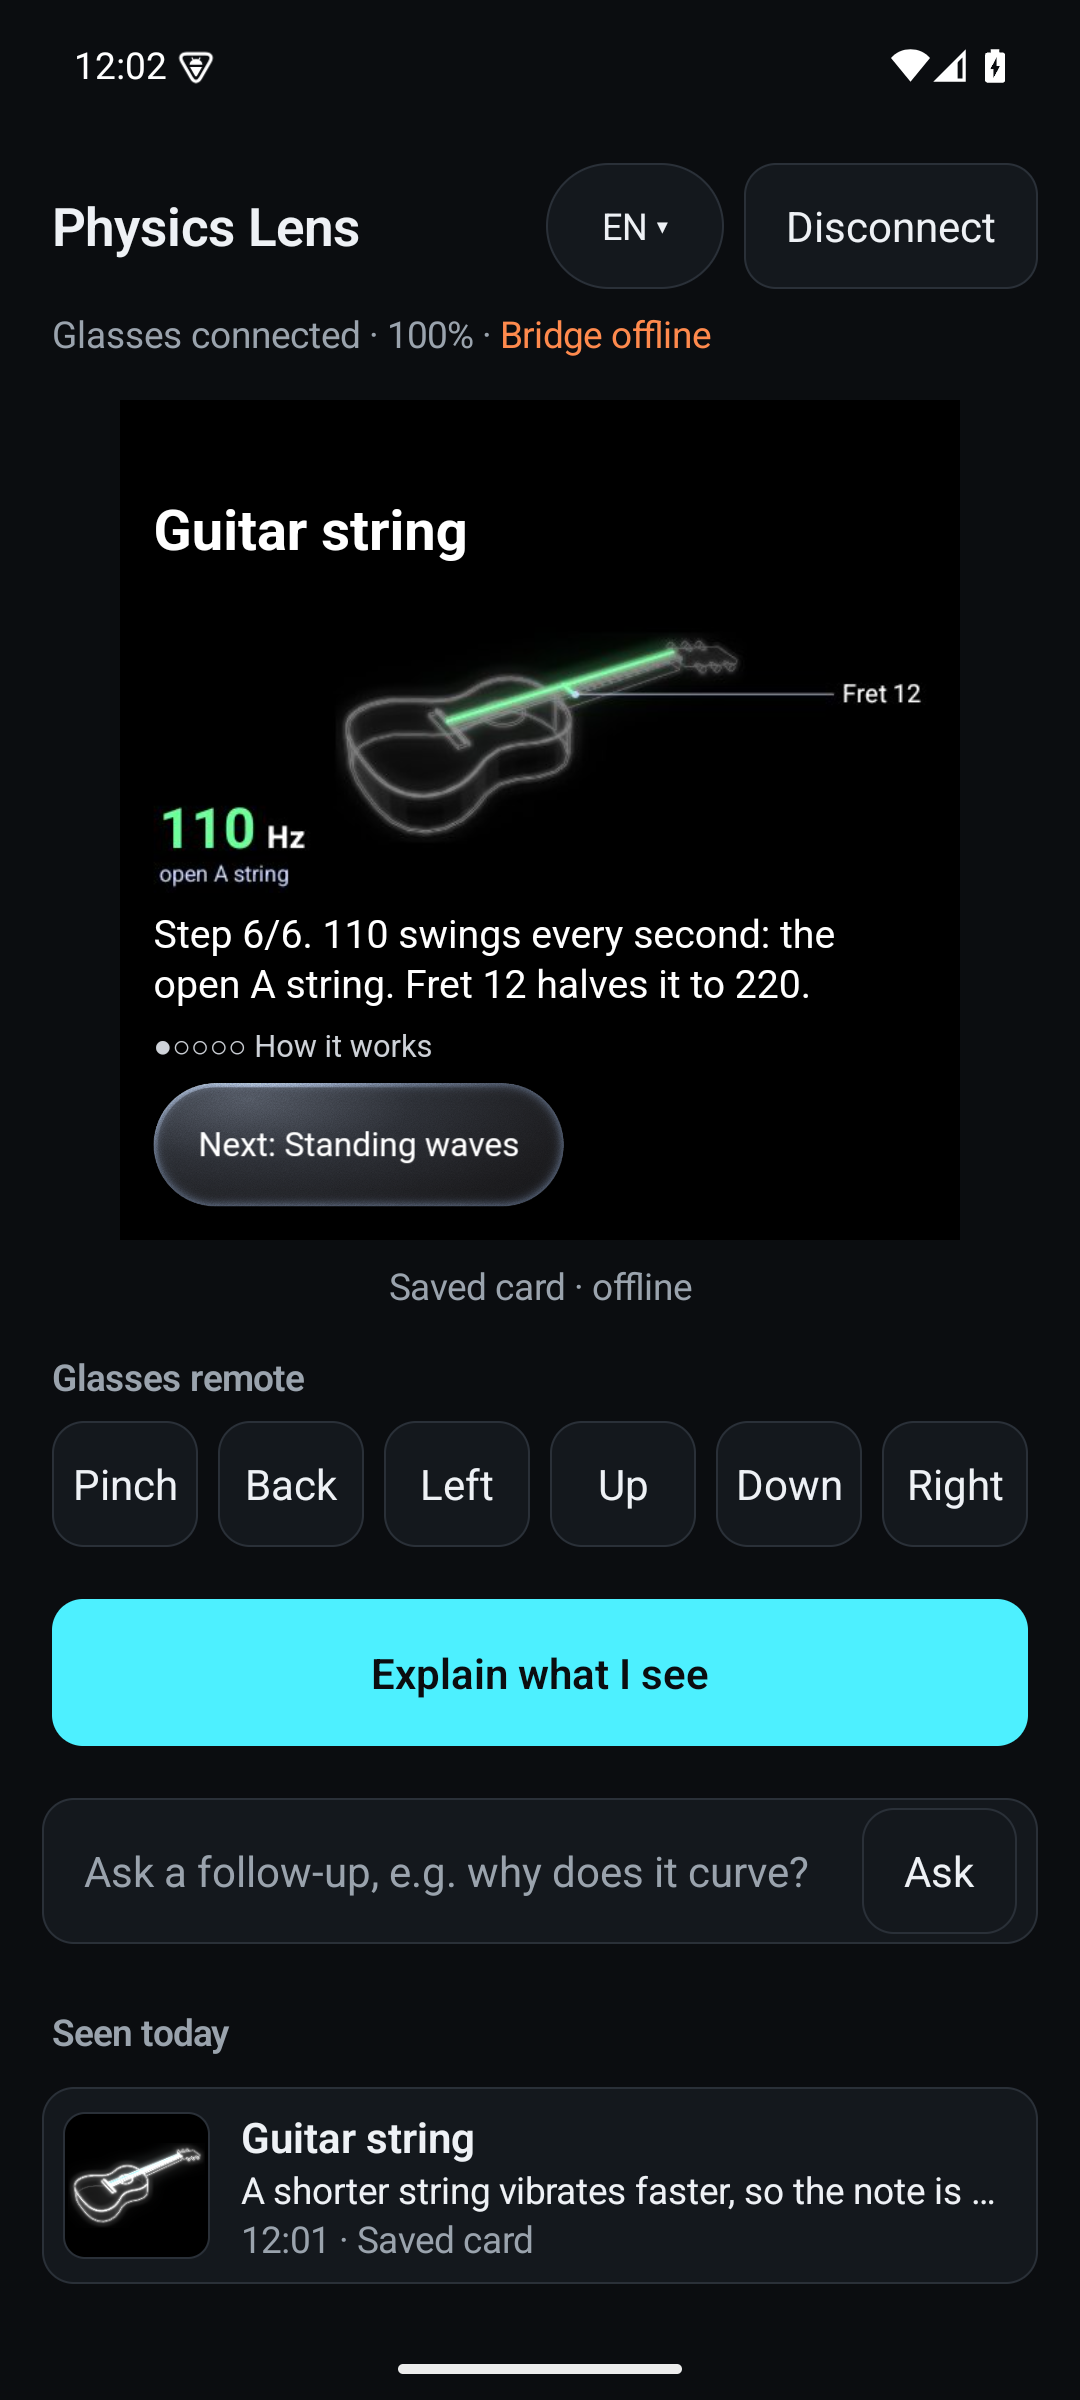 12:02
Physics Lens
EN ▾
Disconnect
Glasses connected · 100% · Bridge offline
Guitar string
Fret 12
110 Hz
open A string
Step 6/6. 110 swings every second: the
open A string. Fret 12 halves it to 220.
●○○○○ How it works
Next: Standing waves
Saved card · offline
Glasses remote
Pinch
Back
Left
Up
Down
Right
Explain what I see
Ask a follow-up, e.g. why does it curve?
Ask
Seen today
Guitar string
A shorter string vibrates faster, so the note is ...
12:01 · Saved card